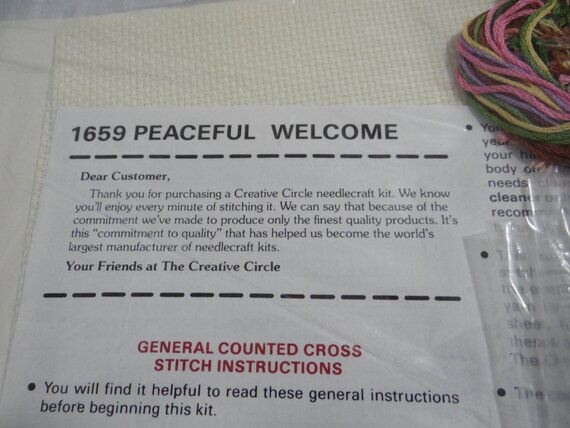 1659 PEACEFUL WELCOME
Dear Customer,
Thank you for purchasing a Creative Circle needlecraft kit. We know
you'll enjoy every minute of stitching it. We can say that because of the
commitment we've made to produce only the finest quality products. It's
this "commitment to quality" that has helped us become the world's
largest manufacturer of needlecraft kits.
Your Friends at The Creative Circle
GENERAL COUNTED CROSS
STITCH INSTRUCTIONS
• You will find it helpful to read these general instructions
before beginning this kit.
•
your
body
needs
cleaner
recom
•
•